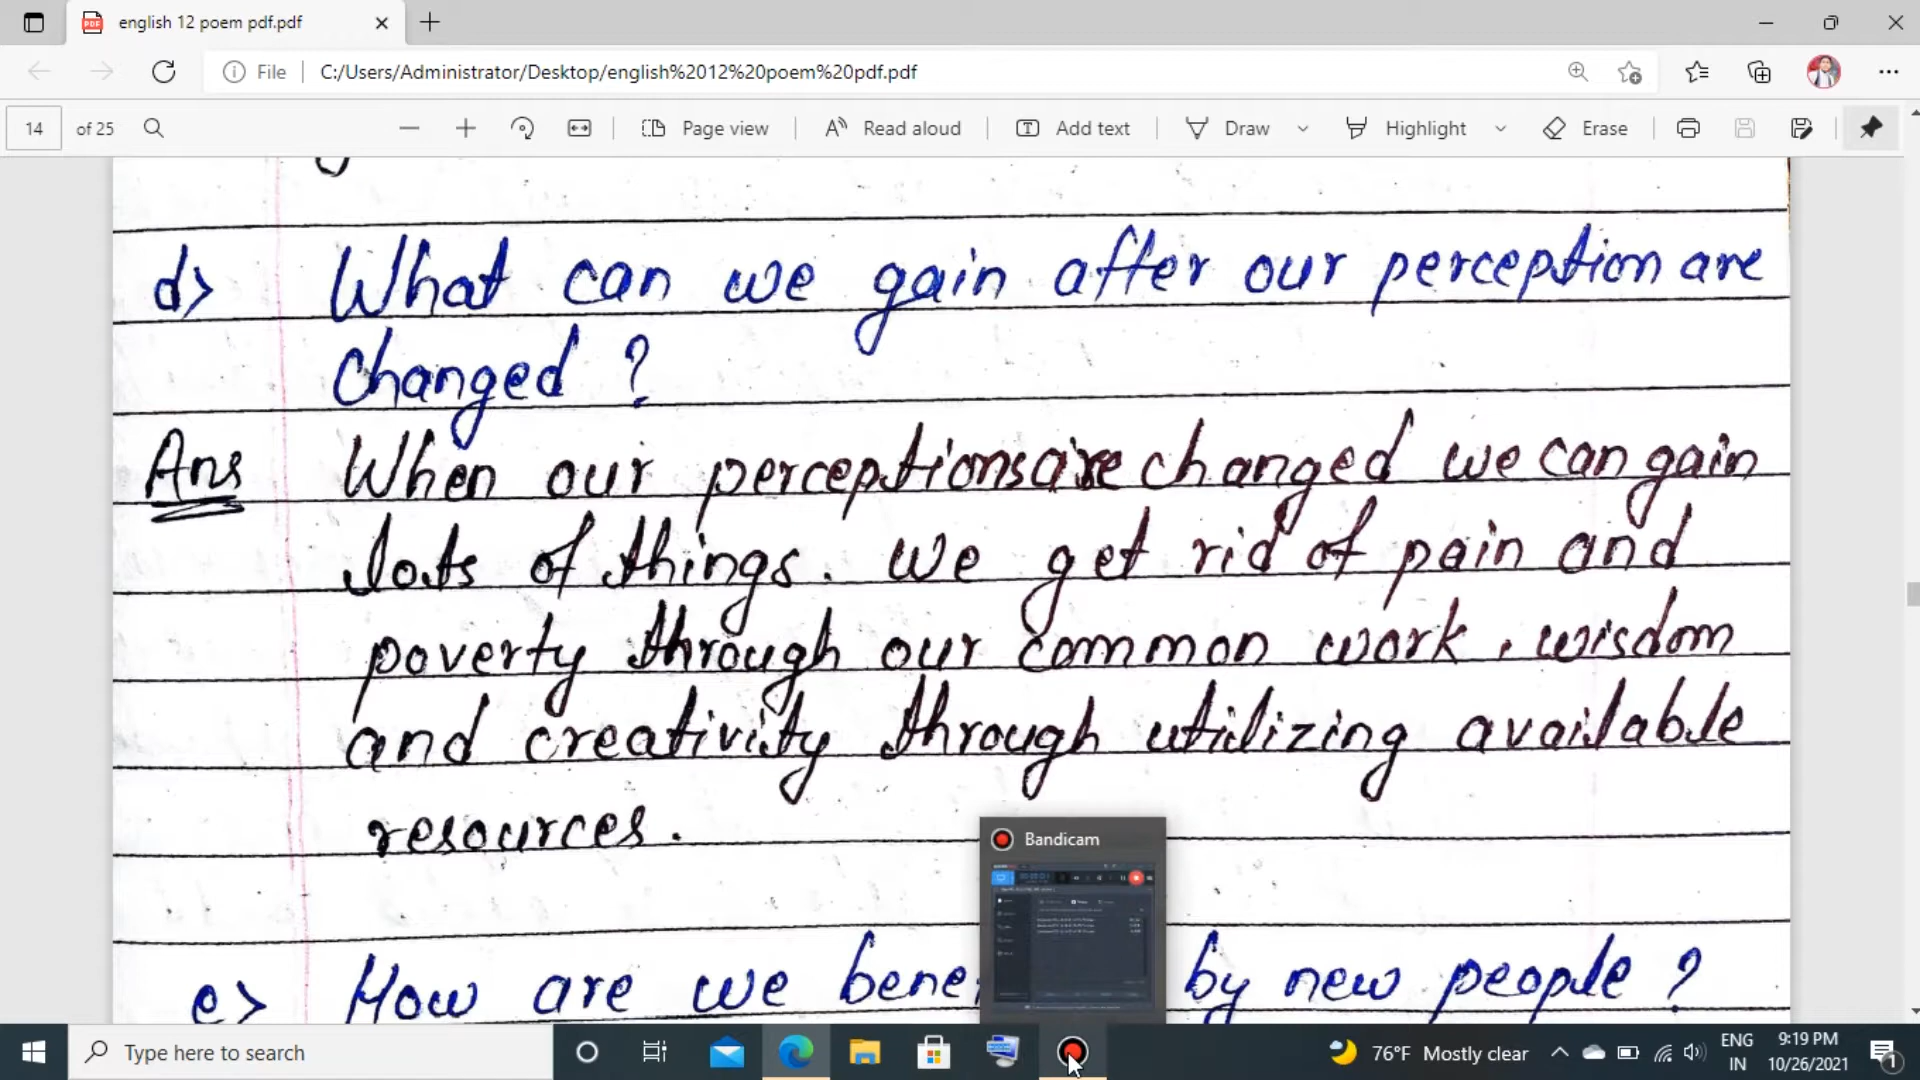 english 12 poem pdf.pdf
File
C:/Users/Administrator/Desktop/english%2012%20poem%20pdf.pdf
14 of 25
Page view
Read aloud
Add text
Draw
Highlight
Erase
d> What can we gain after our perception are
changed ?
Ans When our perceptions are changed we can gain
lots of things. We get rid of pain and
poverty through our common work, wisdom
and creativity through utilizing available
resources.
Bandicam
e> How are we bene by new people ?
Type here to search
76°F Mostly clear
ENG
IN
9:19 PM
10/26/2021
1